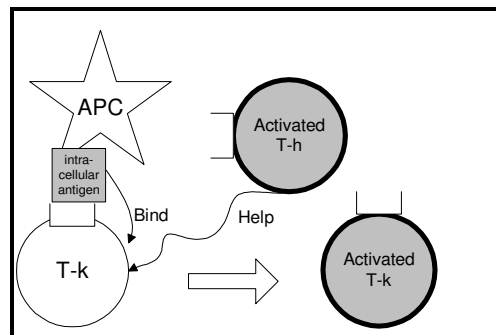 APC
intra-
cellular
antigen
Bind
T-k
Activated
T-h
Help
Activated
T-k